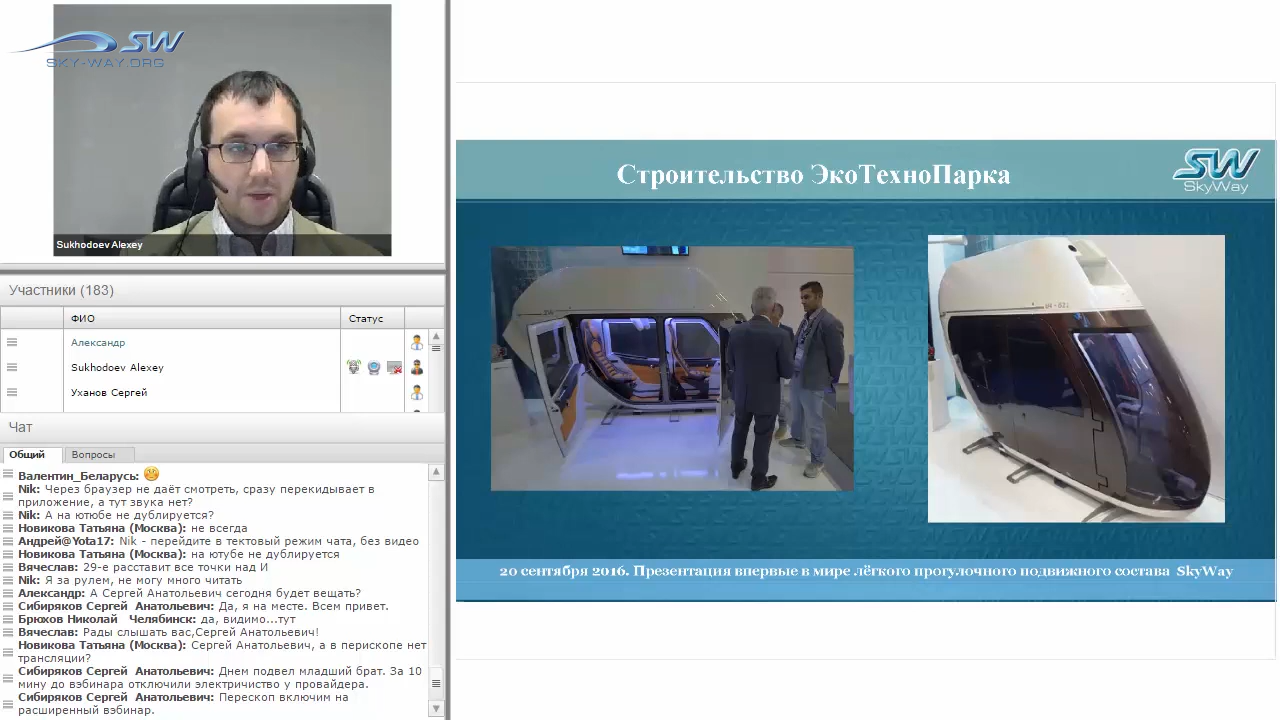 SW
SKY-WAY.ORG
Sukhodoev Alexey
Участники (183)
ФИО
Статус
Александр
Sukhodoev Alexey
Уханов Сергей
Чат
Общий
Вопросы
Валентин_Беларусь:
Nik: Через браузер не даёт смотреть, сразу перекидывает в
приложение, а тут звука нет?
Nik: А на ютюбе не дублируется?
Новикова Татьяна (Москва): не всегда
Андрей@Yota17: Nik - перейдите в тектовый режим чата, без видео
Новикова Татьяна (Москва): на ютубе не дублируется
Вячеслав: 29-е расставит все точки над И
Nik: Я за рулем, не могу много читать
Александр: А Сергей Анатольевич сегодня будет вещать?
Сибиряков Сергей Анатольевич: Да, я на месте. Всем привет.
Брюхов Николай Челябинск: да, видимо...тут
Вячеслав: Рады слышать вас,Сергей Анатольевич!
Новикова Татьяна (Москва): Сергей Анатольевич, а в перископе нет
трансляции?
Сибиряков Сергей Анатольевич: Днем подвел младший брат. За 10
мину до вэбинара отключили электричиство у провайдера.
Сибиряков Сергей Анатольевич: Перескоп включим на
расширенный вэбинар.
Строительство ЭкоТехноПарка
SW
SkyWay
20 сентября 2016. Презентация впервые в мире лёгкого прогулочного подвижного состава SkyWay